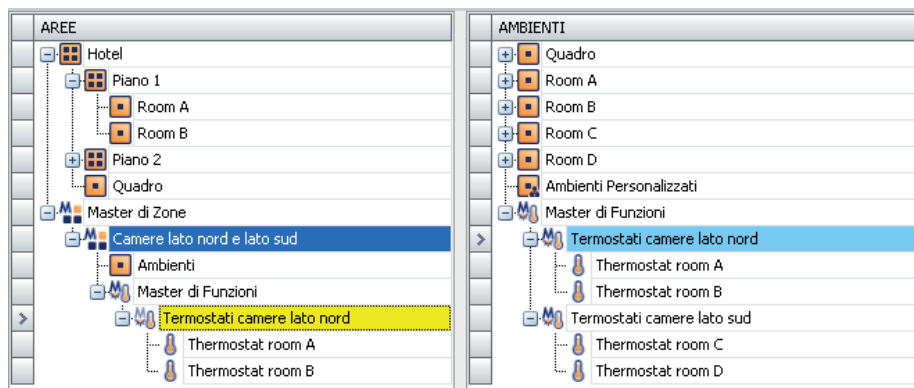 AREE
Hotel
Piano 1
Room A
Room B
Piano 2
Quadro
Master di Zone
Camere lato nord e lato sud
Ambienti
Master di Funzioni
Termostati camere lato nord
Thermostat room A
Thermostat room B
AMBIENTI
Quadro
Room A
Room B
Room C
Room D
Ambienti Personalizzati
Master di Funzioni
Termostati camere lato nord
Thermostat room A
Thermostat room B
Termostati camere lato sud
Thermostat room C
Thermostat room D